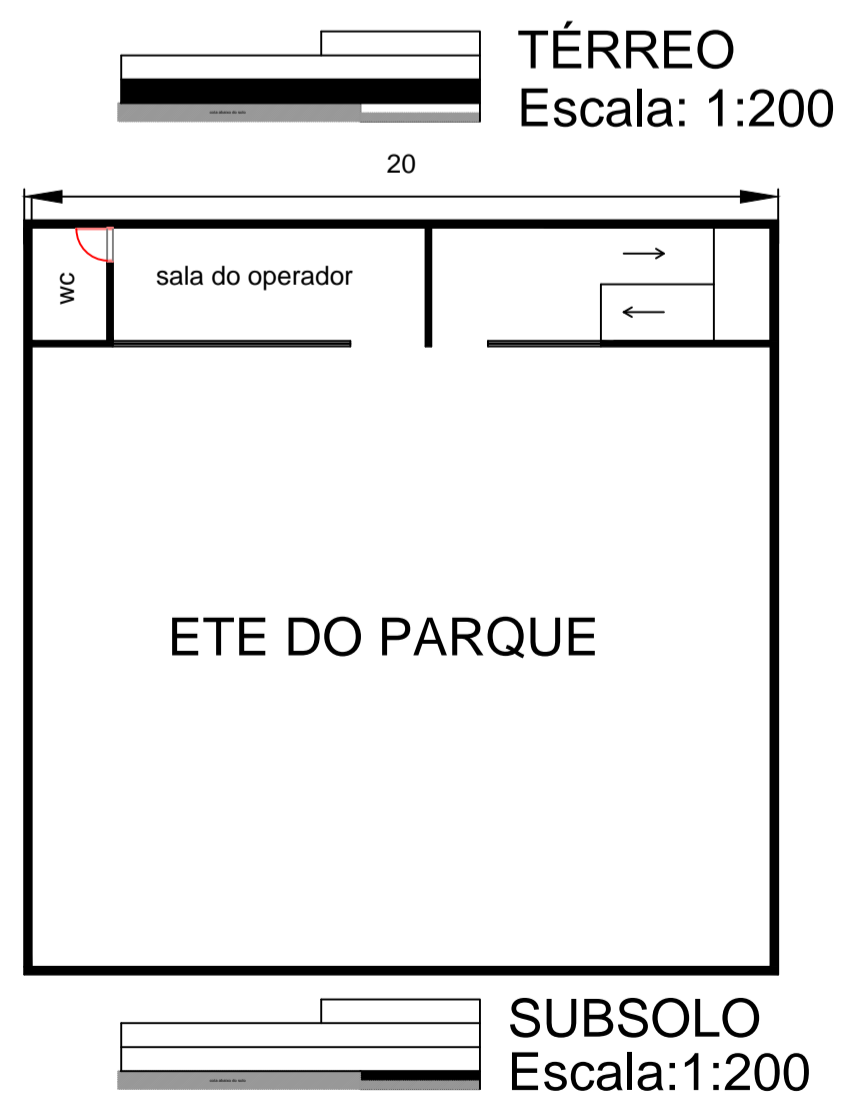 TÉRREO
Escala: 1:200
20
wc
sala do operador
ETE DO PARQUE
SUBSOLO
Escala:1:200